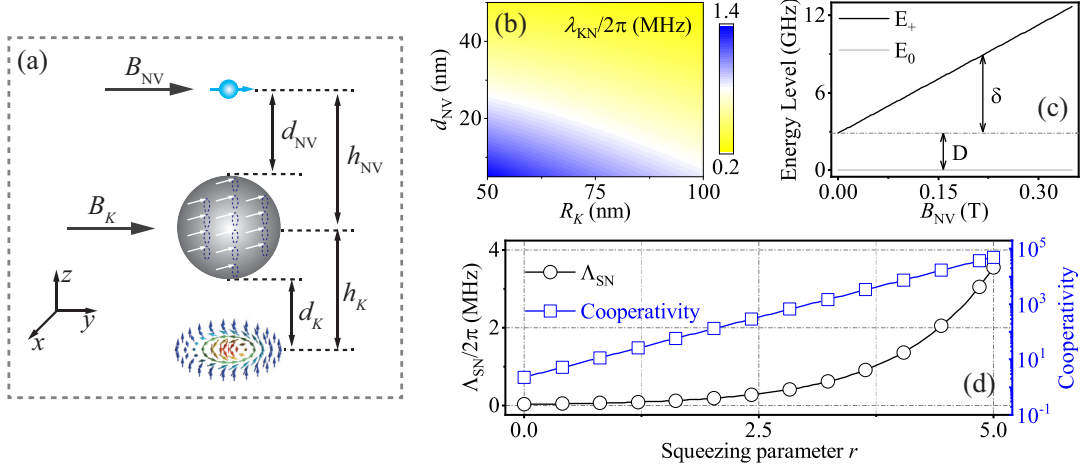 (a)
B_NV
d_NV
h_NV
B_K
h_K
d_K
z
y
x
(b)
λ_KN/2π (MHz)
1.4
0.2
d_NV (nm)
40
20
50
75
100
R_K (nm)
12
6
0
Energy Level (GHz)
E_+
E_0
δ
D
(c)
0.00
0.15
0.30
B_NV (T)
4
2
0
Λ_SN/2π (MHz)
Λ_SN
Cooperativity
(d)
10^5
10^3
10^1
10^-1
Cooperativity
0.0
2.5
5.0
Squeezing parameter r